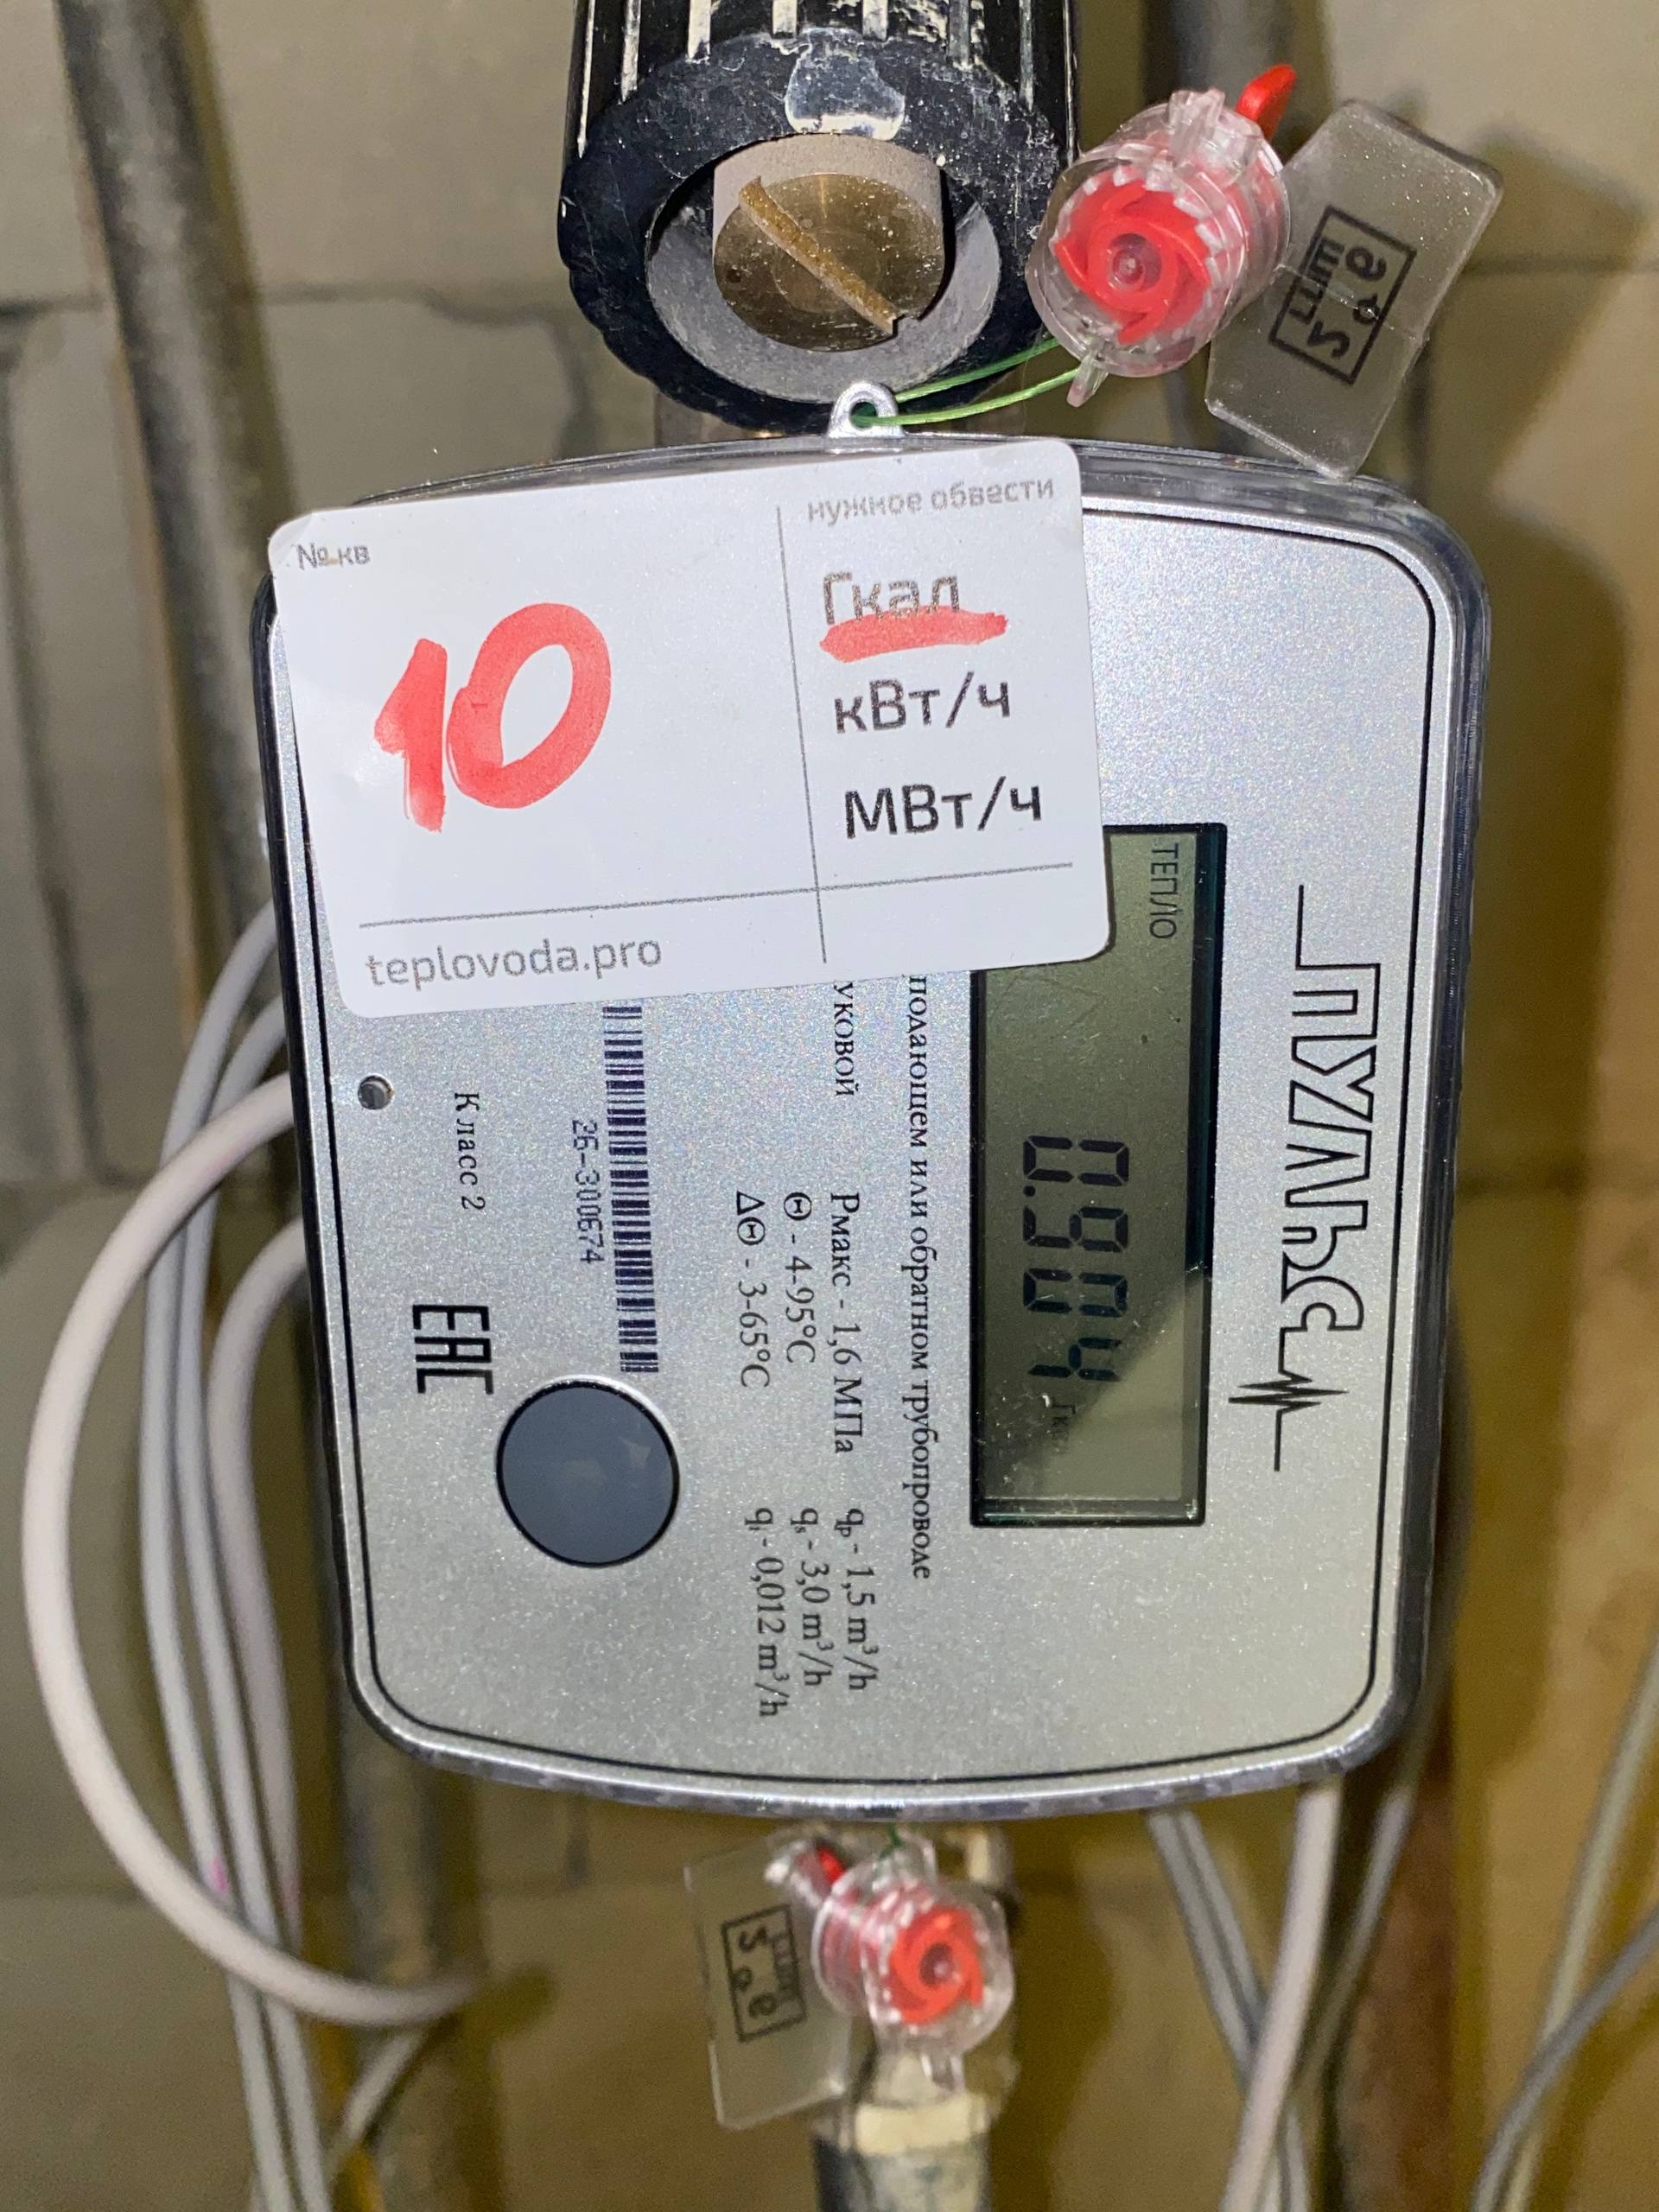 № кв
10
нужное обвести
Гкал
кВт/ч
МВт/ч
teplovoda.pro
ПУЛЬС
ТЕПЛО
0.904
Гкал
подающем или обратном трубопроводе
уковой
Рмакс - 1,6 МПа
Θ - 4-95°C
ΔΘ - 3-65°C
qp - 1,5 m³/h
qs - 3,0 m³/h
qi - 0,012 m³/h
26-300674
Класс 2
EAC